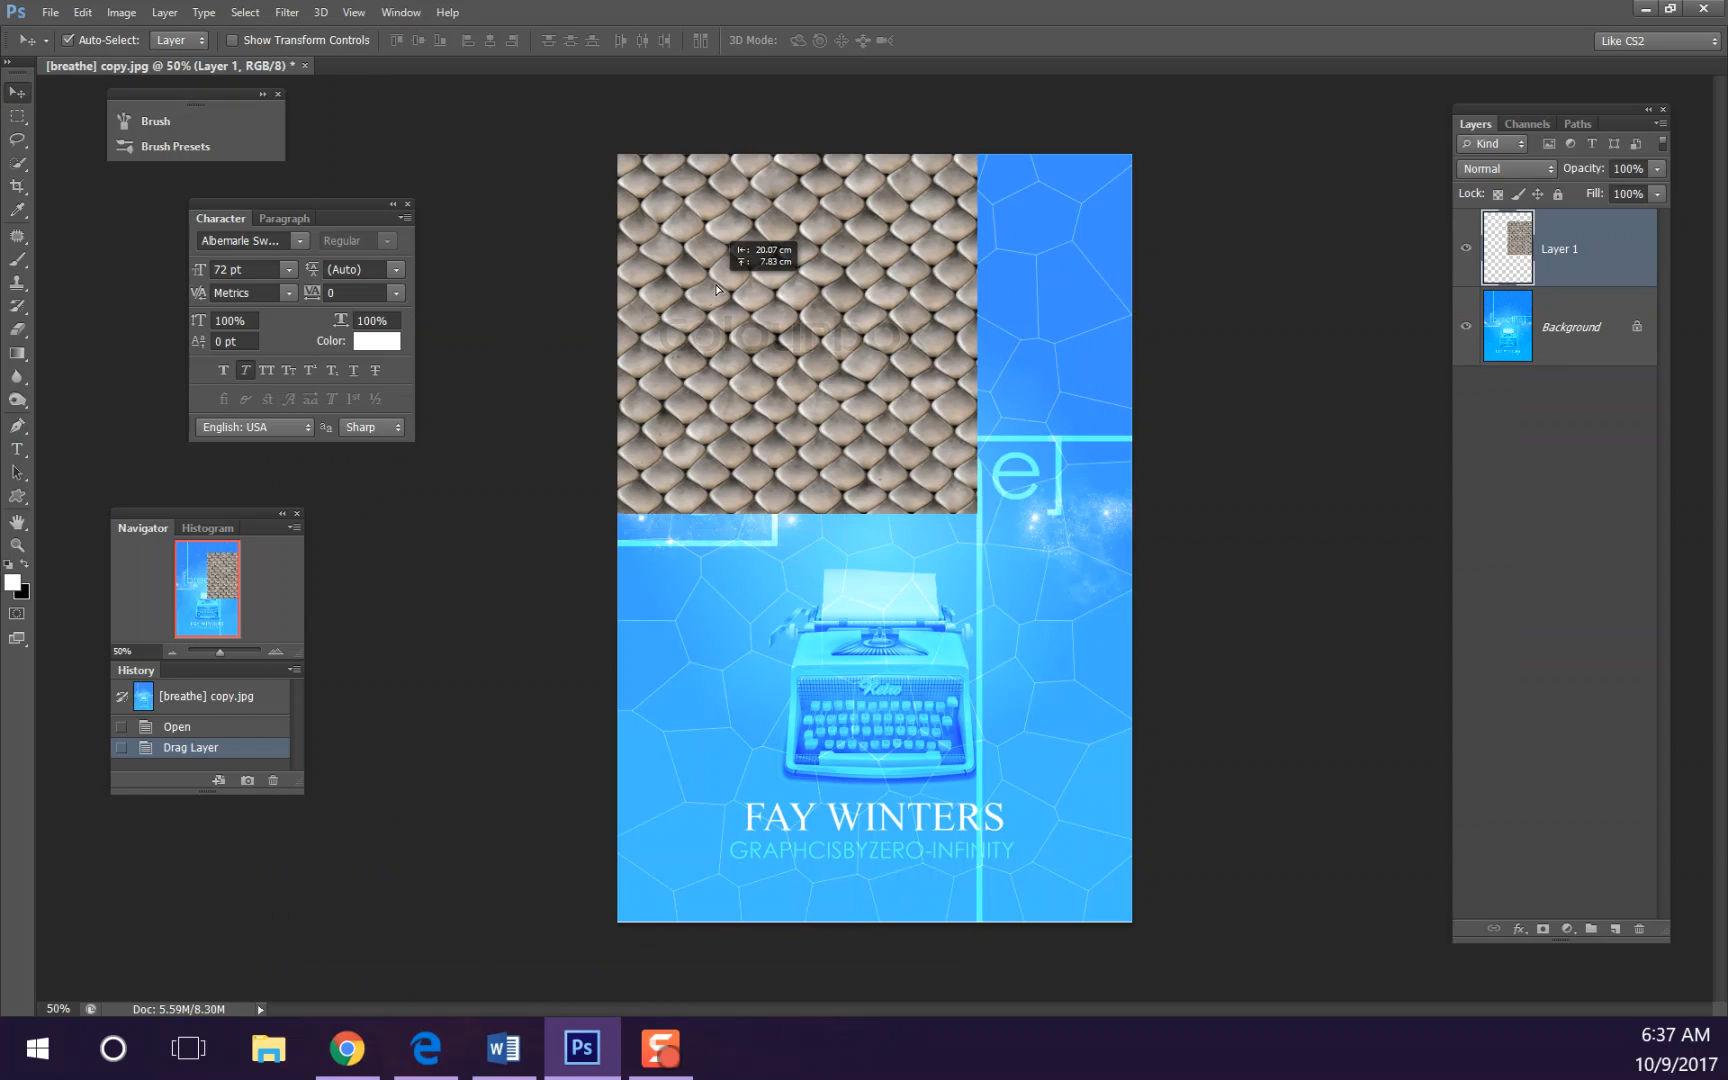 Ps File Edit Image Layer Type Select Filter 3D View Window Help
Auto-Select: Layer Show Transform Controls 3D Mode: Like CS2
[breathe] copy.jpg @ 50% (Layer 1, RGB/8) * ×
Brush
Brush Presets
Character Paragraph
Albemarle Sw... Regular
72 pt (Auto)
Metrics 0
100% 100%
0 pt Color:
English: USA Sharp
Navigator Histogram
50%
History
[breathe] copy.jpg
Open
Drag Layer
20.07 cm
7.83 cm
e]
Retro
FAY WINTERS
GRAPHCISBYZERO-INFINITY
Layers Channels Paths
Kind
Normal Opacity: 100%
Lock: Fill: 100%
Layer 1
Background
50% Doc: 5.59M/8.30M
Ps
6:37 AM
10/9/2017